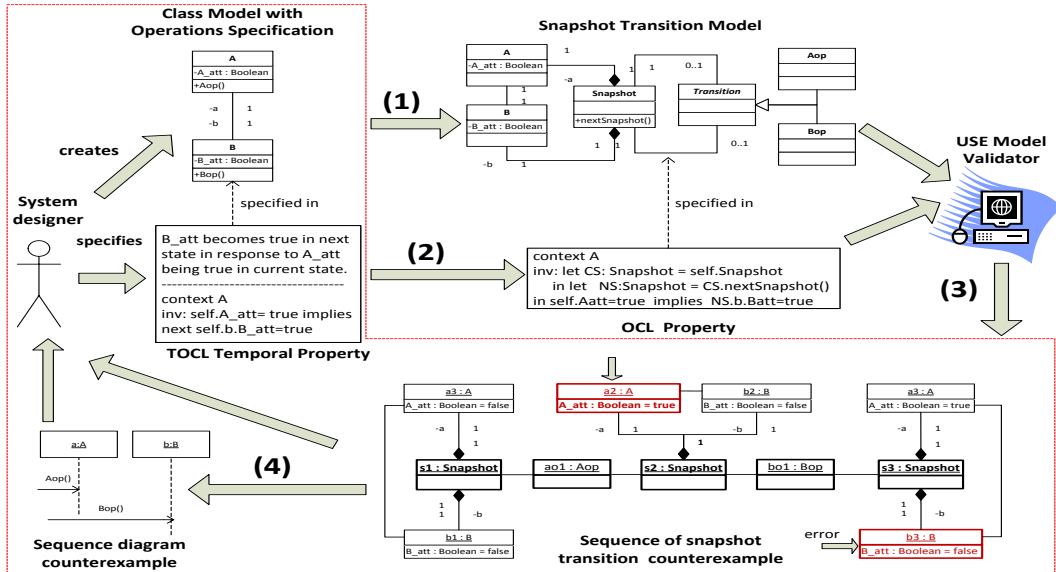 Class Model with
Operations Specification
A
-A_att : Boolean
+Aop()
-a 1
-b 1
B
-B_att : Boolean
+Bop()
creates
System
designer
specifies
specified in
B_att becomes true in next
state in response to A_att
being true in current state.
context A
inv: self.A_att= true implies
next self.b.B_att=true
TOCL Temporal Property
(1)
(2)
Snapshot Transition Model
A
-A_att : Boolean
1
-a
1
1
1
1
B
-B_att : Boolean
-b
1
1
1
Snapshot
+nextSnapshot()
0..1
Transition
0..1
Aop
Bop
specified in
context A
inv: let CS: Snapshot = self.Snapshot
in let NS:Snapshot = CS.nextSnapshot()
in self.Aatt=true implies NS.b.Batt=true
OCL Property
USE Model
Validator
(3)
a3 : A
A_att : Boolean = false
-a
1
1
s1 : Snapshot
1
1
-b
b1 : B
B_att : Boolean = false
ao1 : Aop
a2 : A
A_att : Boolean = true
b2 : B
B_att : Boolean = false
-a 1
-b 1
1
s2 : Snapshot
bo1 : Bop
a3 : A
A_att : Boolean = true
-a
1
1
s3 : Snapshot
1
1
-b
error
b3 : B
B_att : Boolean = false
Sequence of snapshot
transition counterexample
(4)
a:A
b:B
Aop()
Bop()
Sequence diagram
counterexample